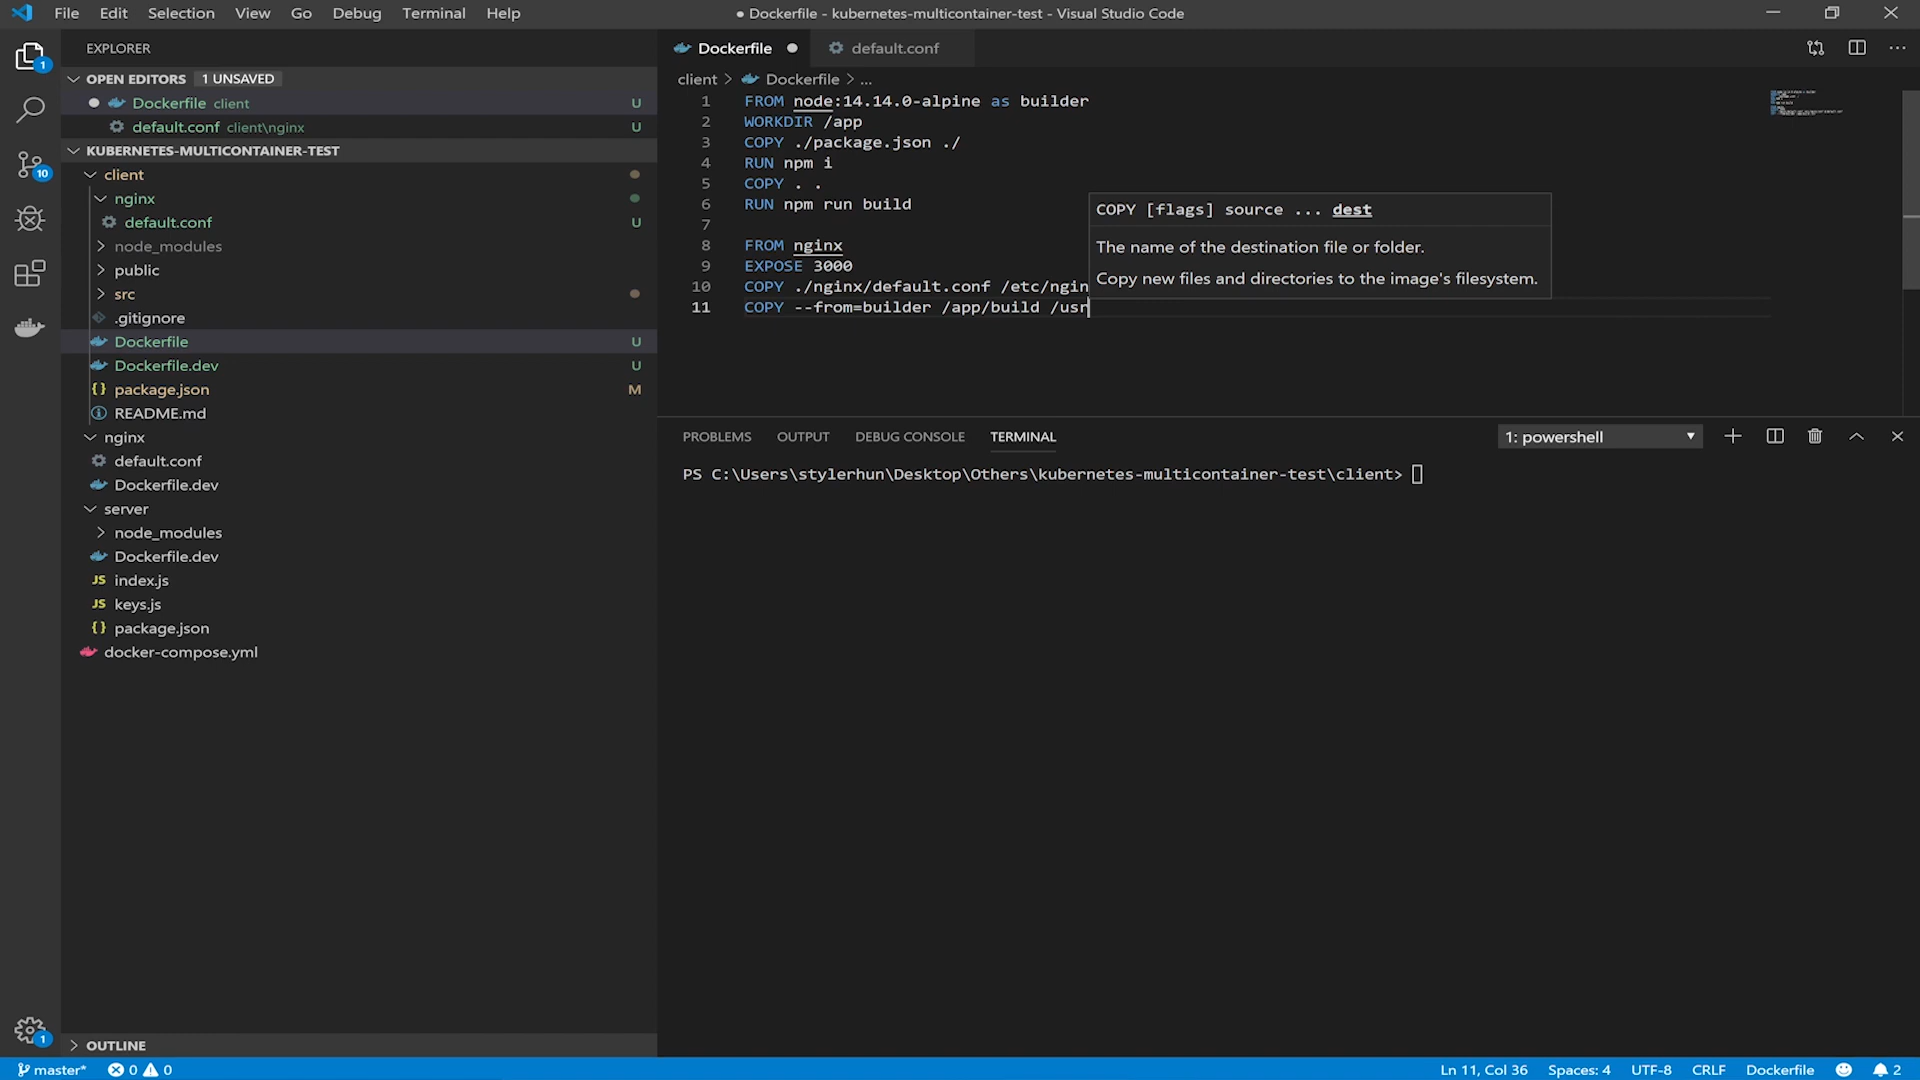 File Edit Selection View Go Debug Terminal Help
● Dockerfile - kubernetes-multicontainer-test - Visual Studio Code
EXPLORER
OPEN EDITORS 1 UNSAVED
Dockerfile client U
default.conf client\nginx U
KUBERNETES-MULTICONTAINER-TEST
client
nginx
default.conf U
node_modules
public
src
.gitignore
Dockerfile U
Dockerfile.dev U
package.json M
README.md
nginx
default.conf
Dockerfile.dev
server
node_modules
Dockerfile.dev
JS index.js
JS keys.js
package.json
docker-compose.yml
OUTLINE
1
10
1
Dockerfile default.conf
client > Dockerfile > ...
1 FROM node:14.14.0-alpine as builder
2 WORKDIR /app
3 COPY ./package.json ./
4 RUN npm i
5 COPY . .
6 RUN npm run build
7
8 FROM nginx
9 EXPOSE 3000
10 COPY ./nginx/default.conf /etc/ngin
11 COPY --from=builder /app/build /usr
COPY [flags] source ... dest
The name of the destination file or folder.
Copy new files and directories to the image's filesystem.
PROBLEMS OUTPUT DEBUG CONSOLE TERMINAL 1: powershell
PS C:\Users\stylerhun\Desktop\Others\kubernetes-multicontainer-test\client>
master* 0 0 Ln 11, Col 36 Spaces: 4 UTF-8 CRLF Dockerfile 2